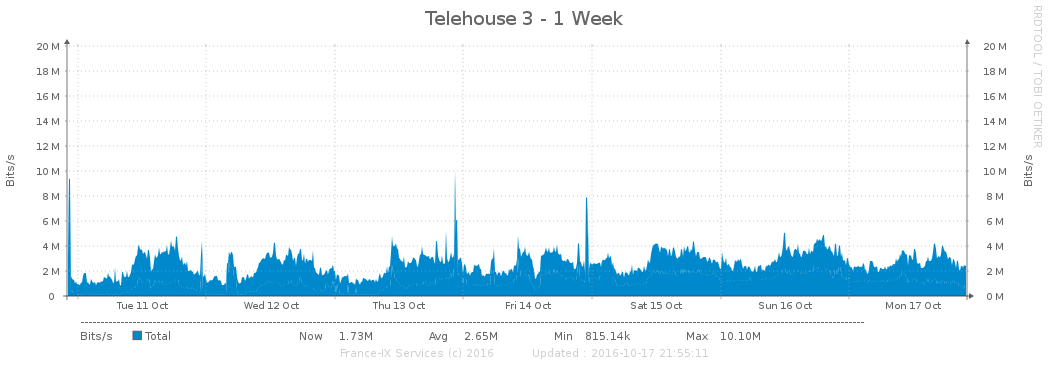 Telehouse 3 - 1 Week
RRDTOOL / TOBI OETIKER
Bits/s
20 M 20 M
18 M 18 M
16 M 16 M
14 M 14 M
12 M 12 M
10 M 10 M
8 M 8 M
6 M 6 M
4 M 4 M
2 M 2 M
0 0 M
Bits/s
Tue 11 Oct Wed 12 Oct Thu 13 Oct Fri 14 Oct Sat 15 Oct Sun 16 Oct Mon 17 Oct
Bits/s Total Now 1.73M Avg 2.65M Min 815.14k Max 10.10M
France-IX Services (c) 2016 Updated : 2016-10-17 21:55:11